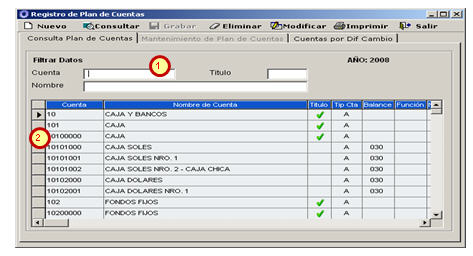 Registro de Plan de Cuentas
Nuevo Consultar Grabar Eliminar Modificar Imprimir Salir
Consulta Plan de Cuentas Mantenimiento de Plan de Cuentas Cuentas por Dif Cambio
Filtrar Datos AÑO: 2008
Cuenta 1 Titulo
Nombre
Cuenta Nombre de Cuenta Titulo Tip Cta Balance Función
10 CAJA Y BANCOS A
101 CAJA A
10100000 CAJA A
2
10101000 CAJA SOLES A 030
10101001 CAJA SOLES NRO. 1 A 030
10101002 CAJA SOLES NRO. 2 - CAJA CHICA A 030
10102000 CAJA DOLARES A 030
10102001 CAJA DOLARES NRO. 1 A 030
102 FONDOS FIJOS A
10200000 FONDOS FIJOS A